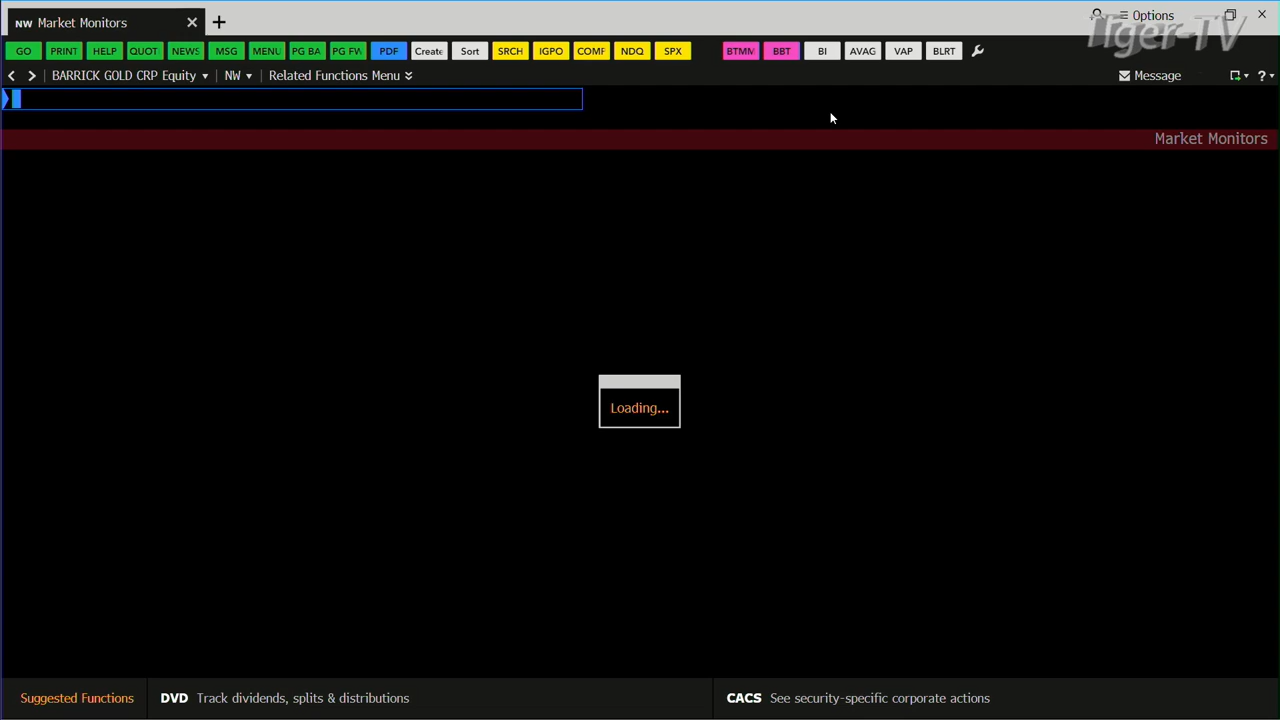 NW Market Monitors
Options
Tiger-TV
GO PRINT HELP QUOT NEWS MSG MENU PG BA PG FW PDF Create Sort SRCH IGPO COMF NDQ SPX BTMN BBT BI AVAG VAP BLRT
BARRICK GOLD CRP Equity NW Related Functions Menu Message ?
Market Monitors
Loading...
Suggested Functions DVD Track dividends, splits & distributions CACS See security-specific corporate actions